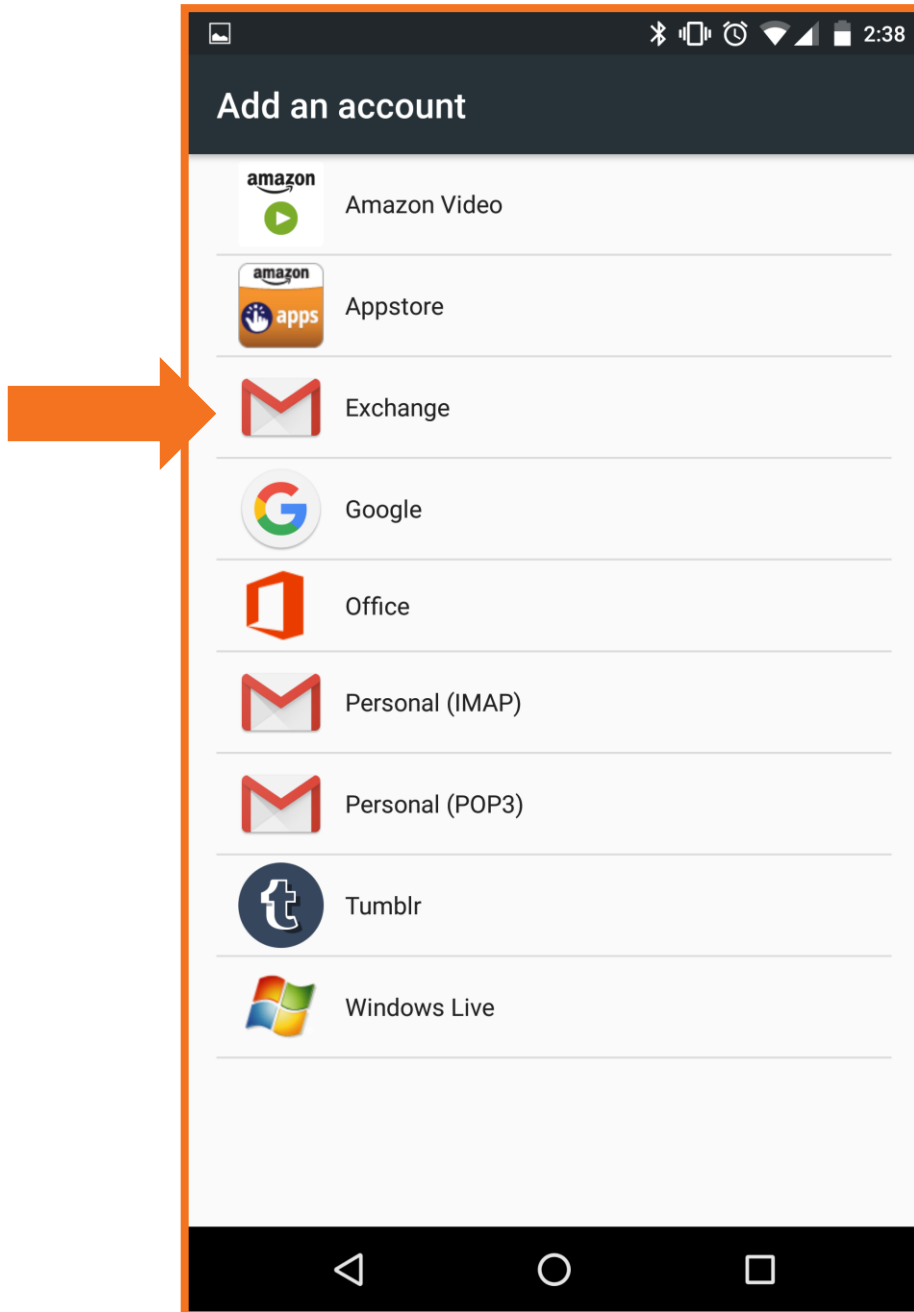 2:38
Add an account
amazon
Amazon Video
amazon
apps
Appstore
Exchange
Google
Office
Personal (IMAP)
Personal (POP3)
Tumblr
Windows Live